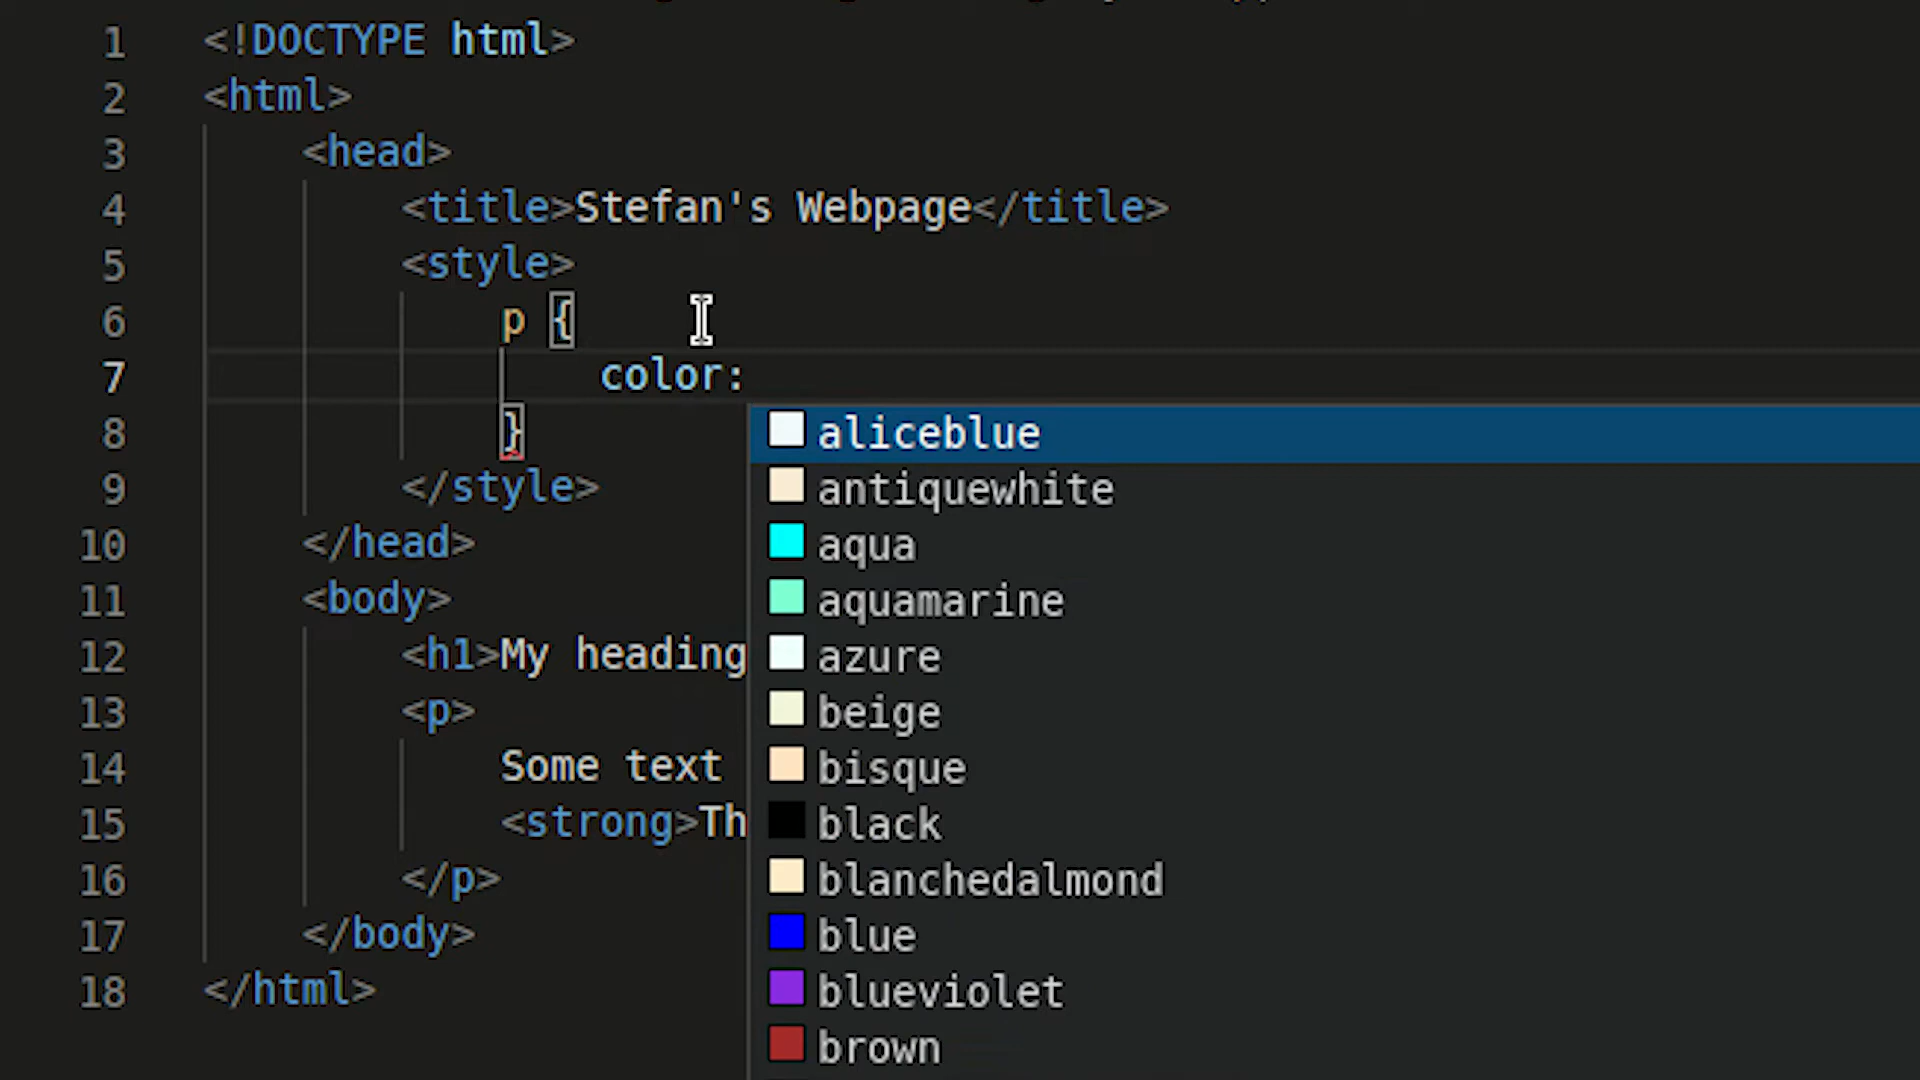 1 <!DOCTYPE html>
2 <html>
3 <head>
4 <title>Stefan's Webpage</title>
5 <style>
6 p {
7 color:
8 }
9 </style>
10 </head>
11 <body>
12 <h1>My heading
13 <p>
14 Some text
15 <strong>Th
16 </p>
17 </body>
18 </html>
aliceblue
antiquewhite
aqua
aquamarine
azure
beige
bisque
black
blanchedalmond
blue
blueviolet
brown